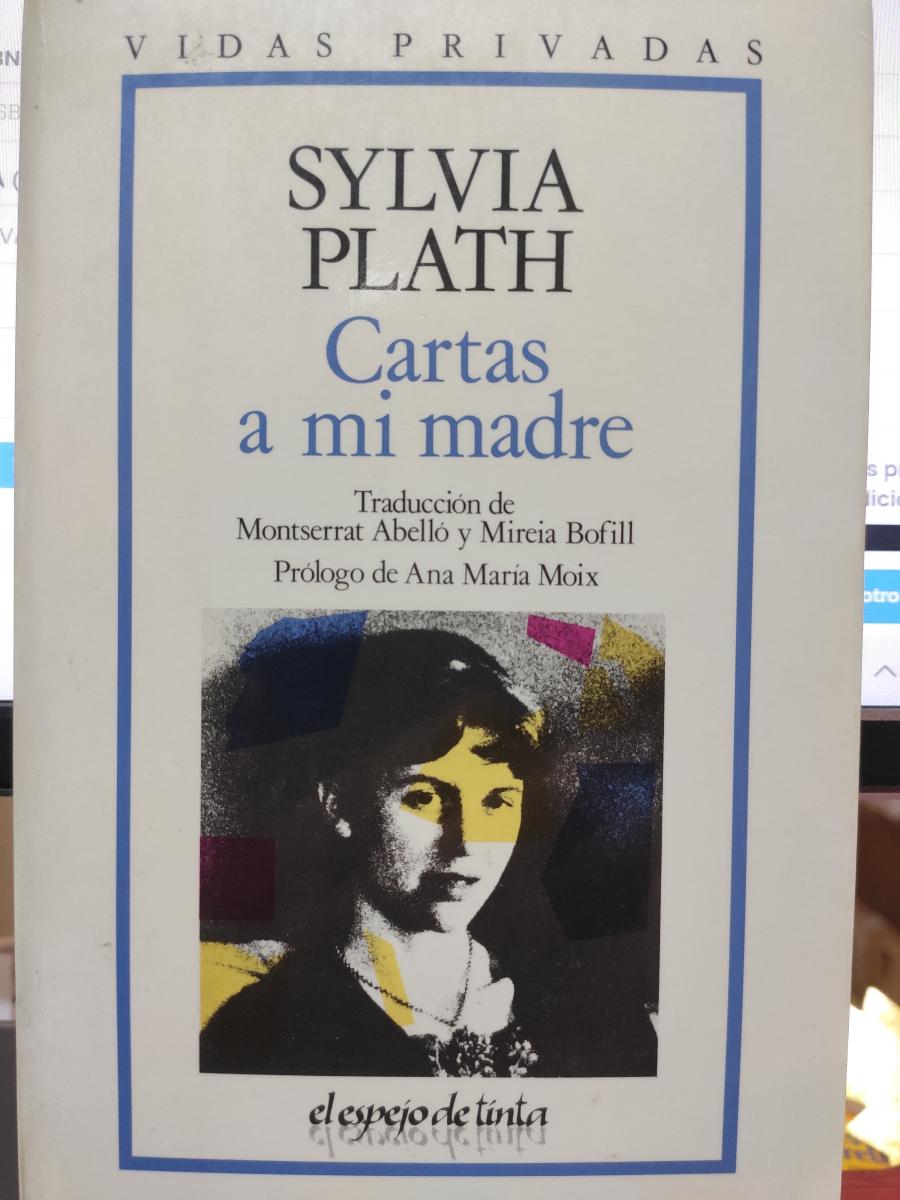 VIDAS PRIVADAS
SYLVIA
PLATH
Cartas
a mi madre
Traducción de
Montserrat Abelló y Mireia Bofill
Prólogo de Ana María Moix
el espejo de tinta
otro